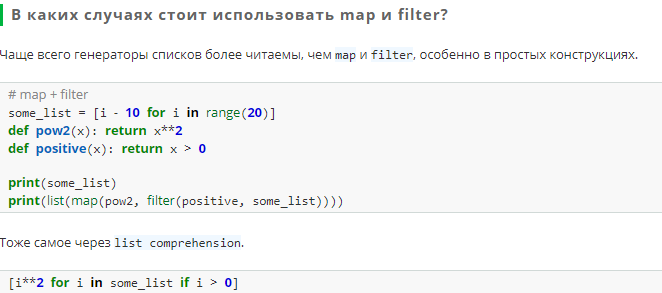 В каких случаях стоит использовать map и filter?
Чаще всего генераторы списков более читаемы, чем map и filter, особенно в простых конструкциях.
# map + filter
some_list = [i - 10 for i in range(20)]
def pow2(x): return x**2
def positive(x): return x > 0
print(some_list)
print(list(map(pow2, filter(positive, some_list))))
Тоже самое через list comprehension.
[i**2 for i in some_list if i > 0]